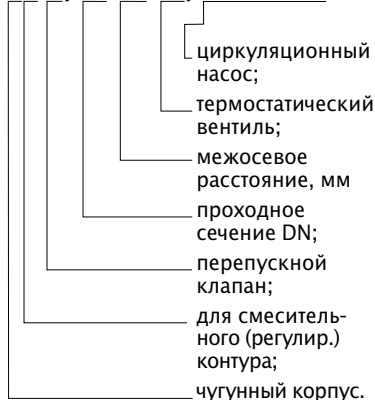 циркуляционный
насос;
термостатический
вентиль;
межосевое
расстояние, мм
проходное
сечение DN;
перепускной
клапан;
для смеситель-
ного (регулир.)
контура;
чугунный корпус.